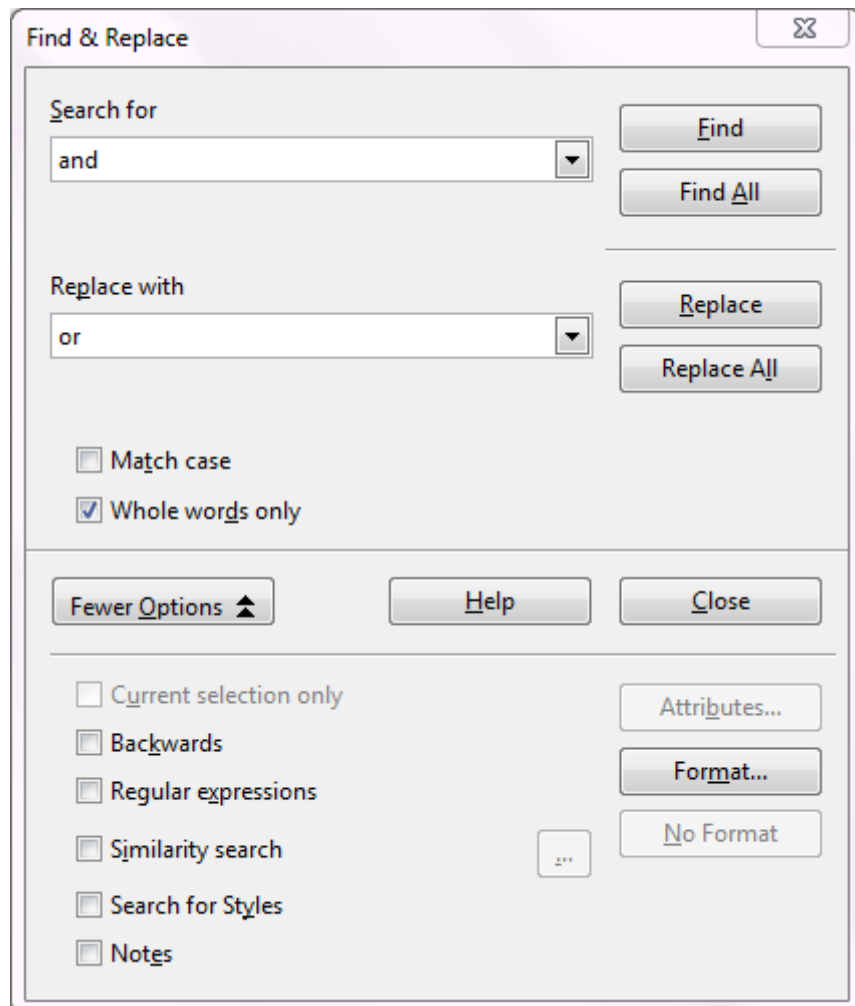 Find & Replace
Search for
Find
and
Find All
Replace with
Replace
or
Replace All
Match case
Whole words only
Fewer Options
Help
Close
Current selection only
Attributes...
Backwards
Format...
Regular expressions
No Format
Similarity search
...
Search for Styles
Notes